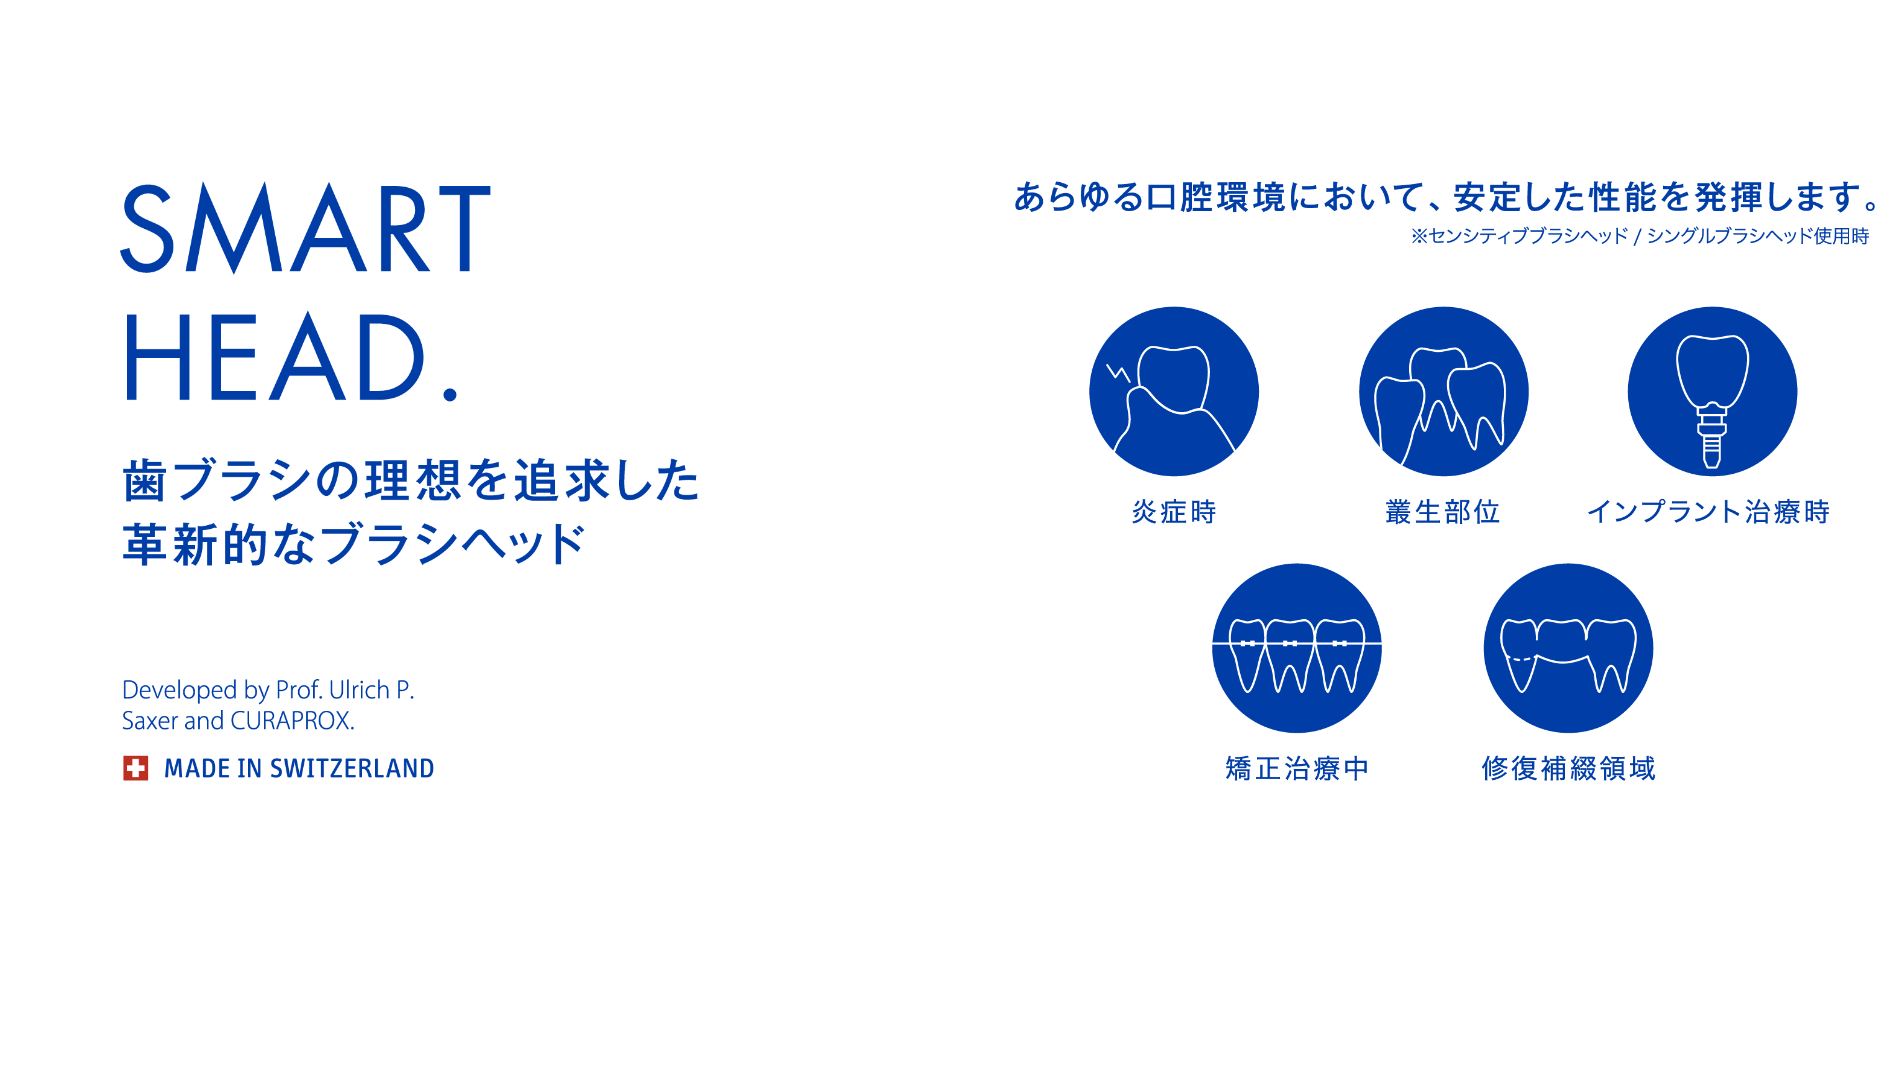 SMART
HEAD.
歯ブラシの理想を追求した
革新的なブラシヘッド
Developed by Prof. Ulrich P.
Saxer and CURAPROX.
MADE IN SWITZERLAND
あらゆる口腔環境において、安定した性能を発揮します。
※センシティブブラシヘッド / シングルブラシヘッド使用時
炎症時
叢生部位
インプラント治療時
矯正治療中
修復補綴領域